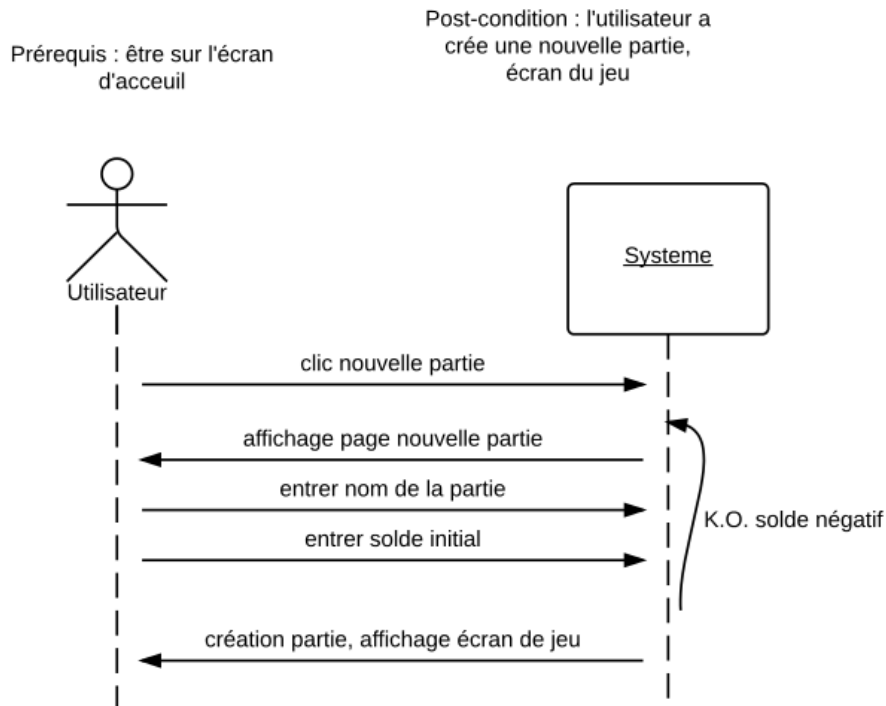 Prérequis : être sur l'écran
d'acceuil
Post-condition : l'utilisateur a
crée une nouvelle partie,
écran du jeu
Utilisateur
Systeme
clic nouvelle partie
affichage page nouvelle partie
entrer nom de la partie
K.O. solde négatif
entrer solde initial
création partie, affichage écran de jeu